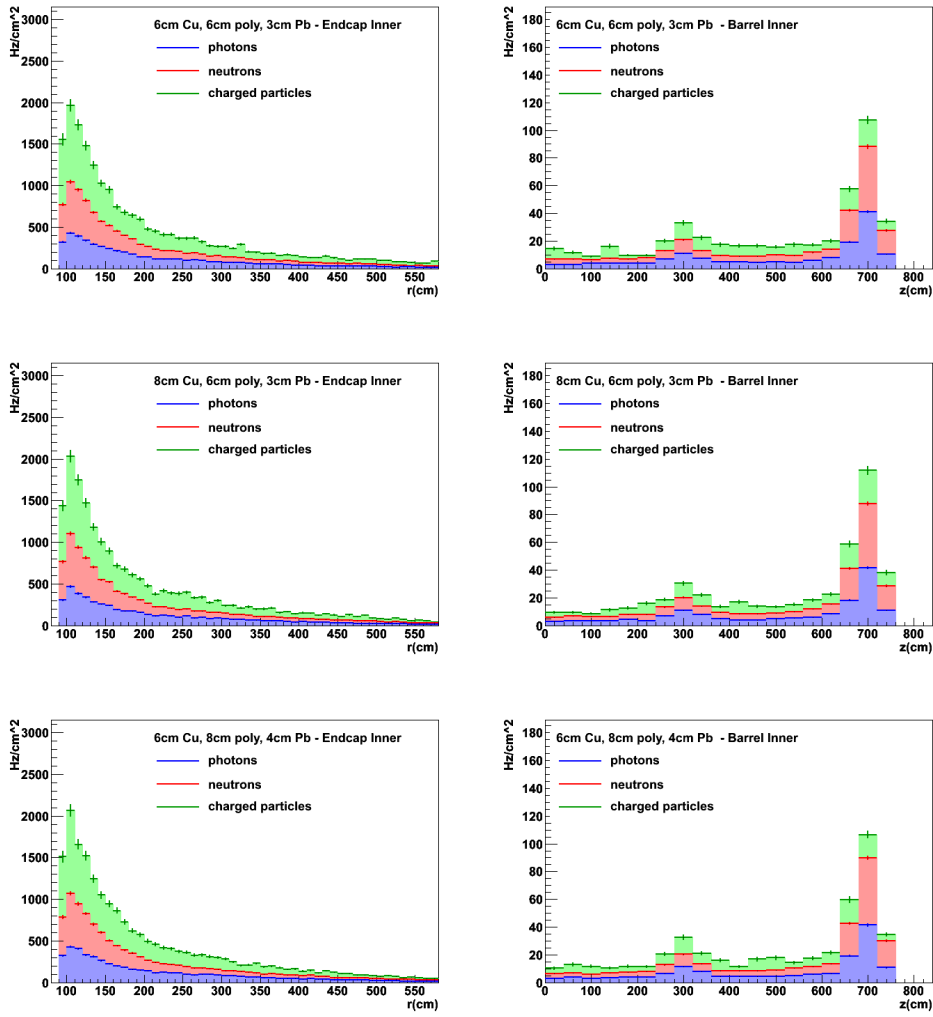 Hz/cm^2
6cm Cu, 6cm poly, 3cm Pb - Endcap Inner
photons
neutrons
charged particles
3000
2500
2000
1500
1000
500
0
100 150 200 250 300 350 400 450 500 550
r(cm)
Hz/cm^2
6cm Cu, 6cm poly, 3cm Pb - Barrel Inner
photons
neutrons
charged particles
180
160
140
120
100
80
60
40
20
0
0 100 200 300 400 500 600 700 800
z(cm)
Hz/cm^2
8cm Cu, 6cm poly, 3cm Pb - Endcap Inner
photons
neutrons
charged particles
3000
2500
2000
1500
1000
500
0
100 150 200 250 300 350 400 450 500 550
r(cm)
Hz/cm^2
8cm Cu, 6cm poly, 3cm Pb - Barrel Inner
photons
neutrons
charged particles
180
160
140
120
100
80
60
40
20
0
0 100 200 300 400 500 600 700 800
z(cm)
Hz/cm^2
6cm Cu, 8cm poly, 4cm Pb - Endcap Inner
photons
neutrons
charged particles
3000
2500
2000
1500
1000
500
0
100 150 200 250 300 350 400 450 500 550
r(cm)
Hz/cm^2
6cm Cu, 8cm poly, 4cm Pb - Barrel Inner
photons
neutrons
charged particles
180
160
140
120
100
80
60
40
20
0
0 100 200 300 400 500 600 700 800
z(cm)